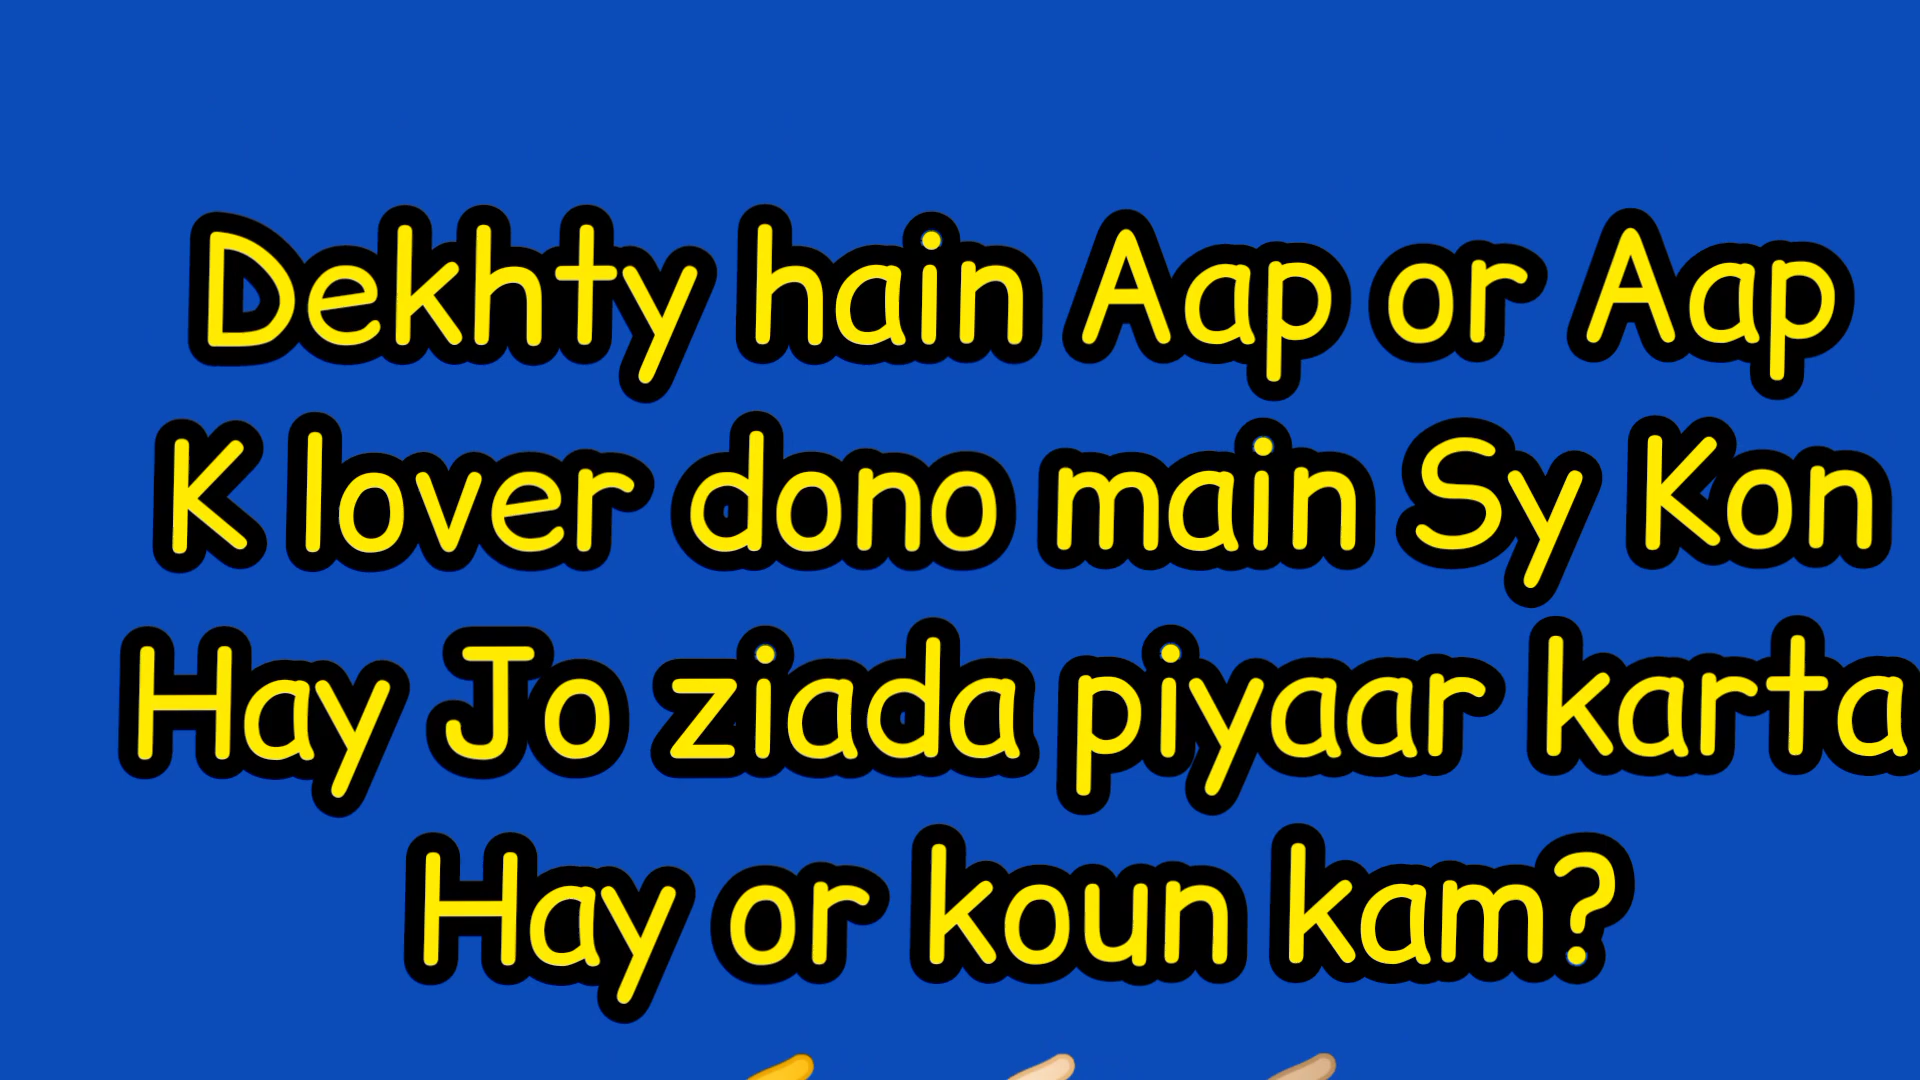 Dekhty hain Aap or Aap
K lover dono main Sy Kon
Hay Jo ziada piyaar karta
Hay or koun kam?